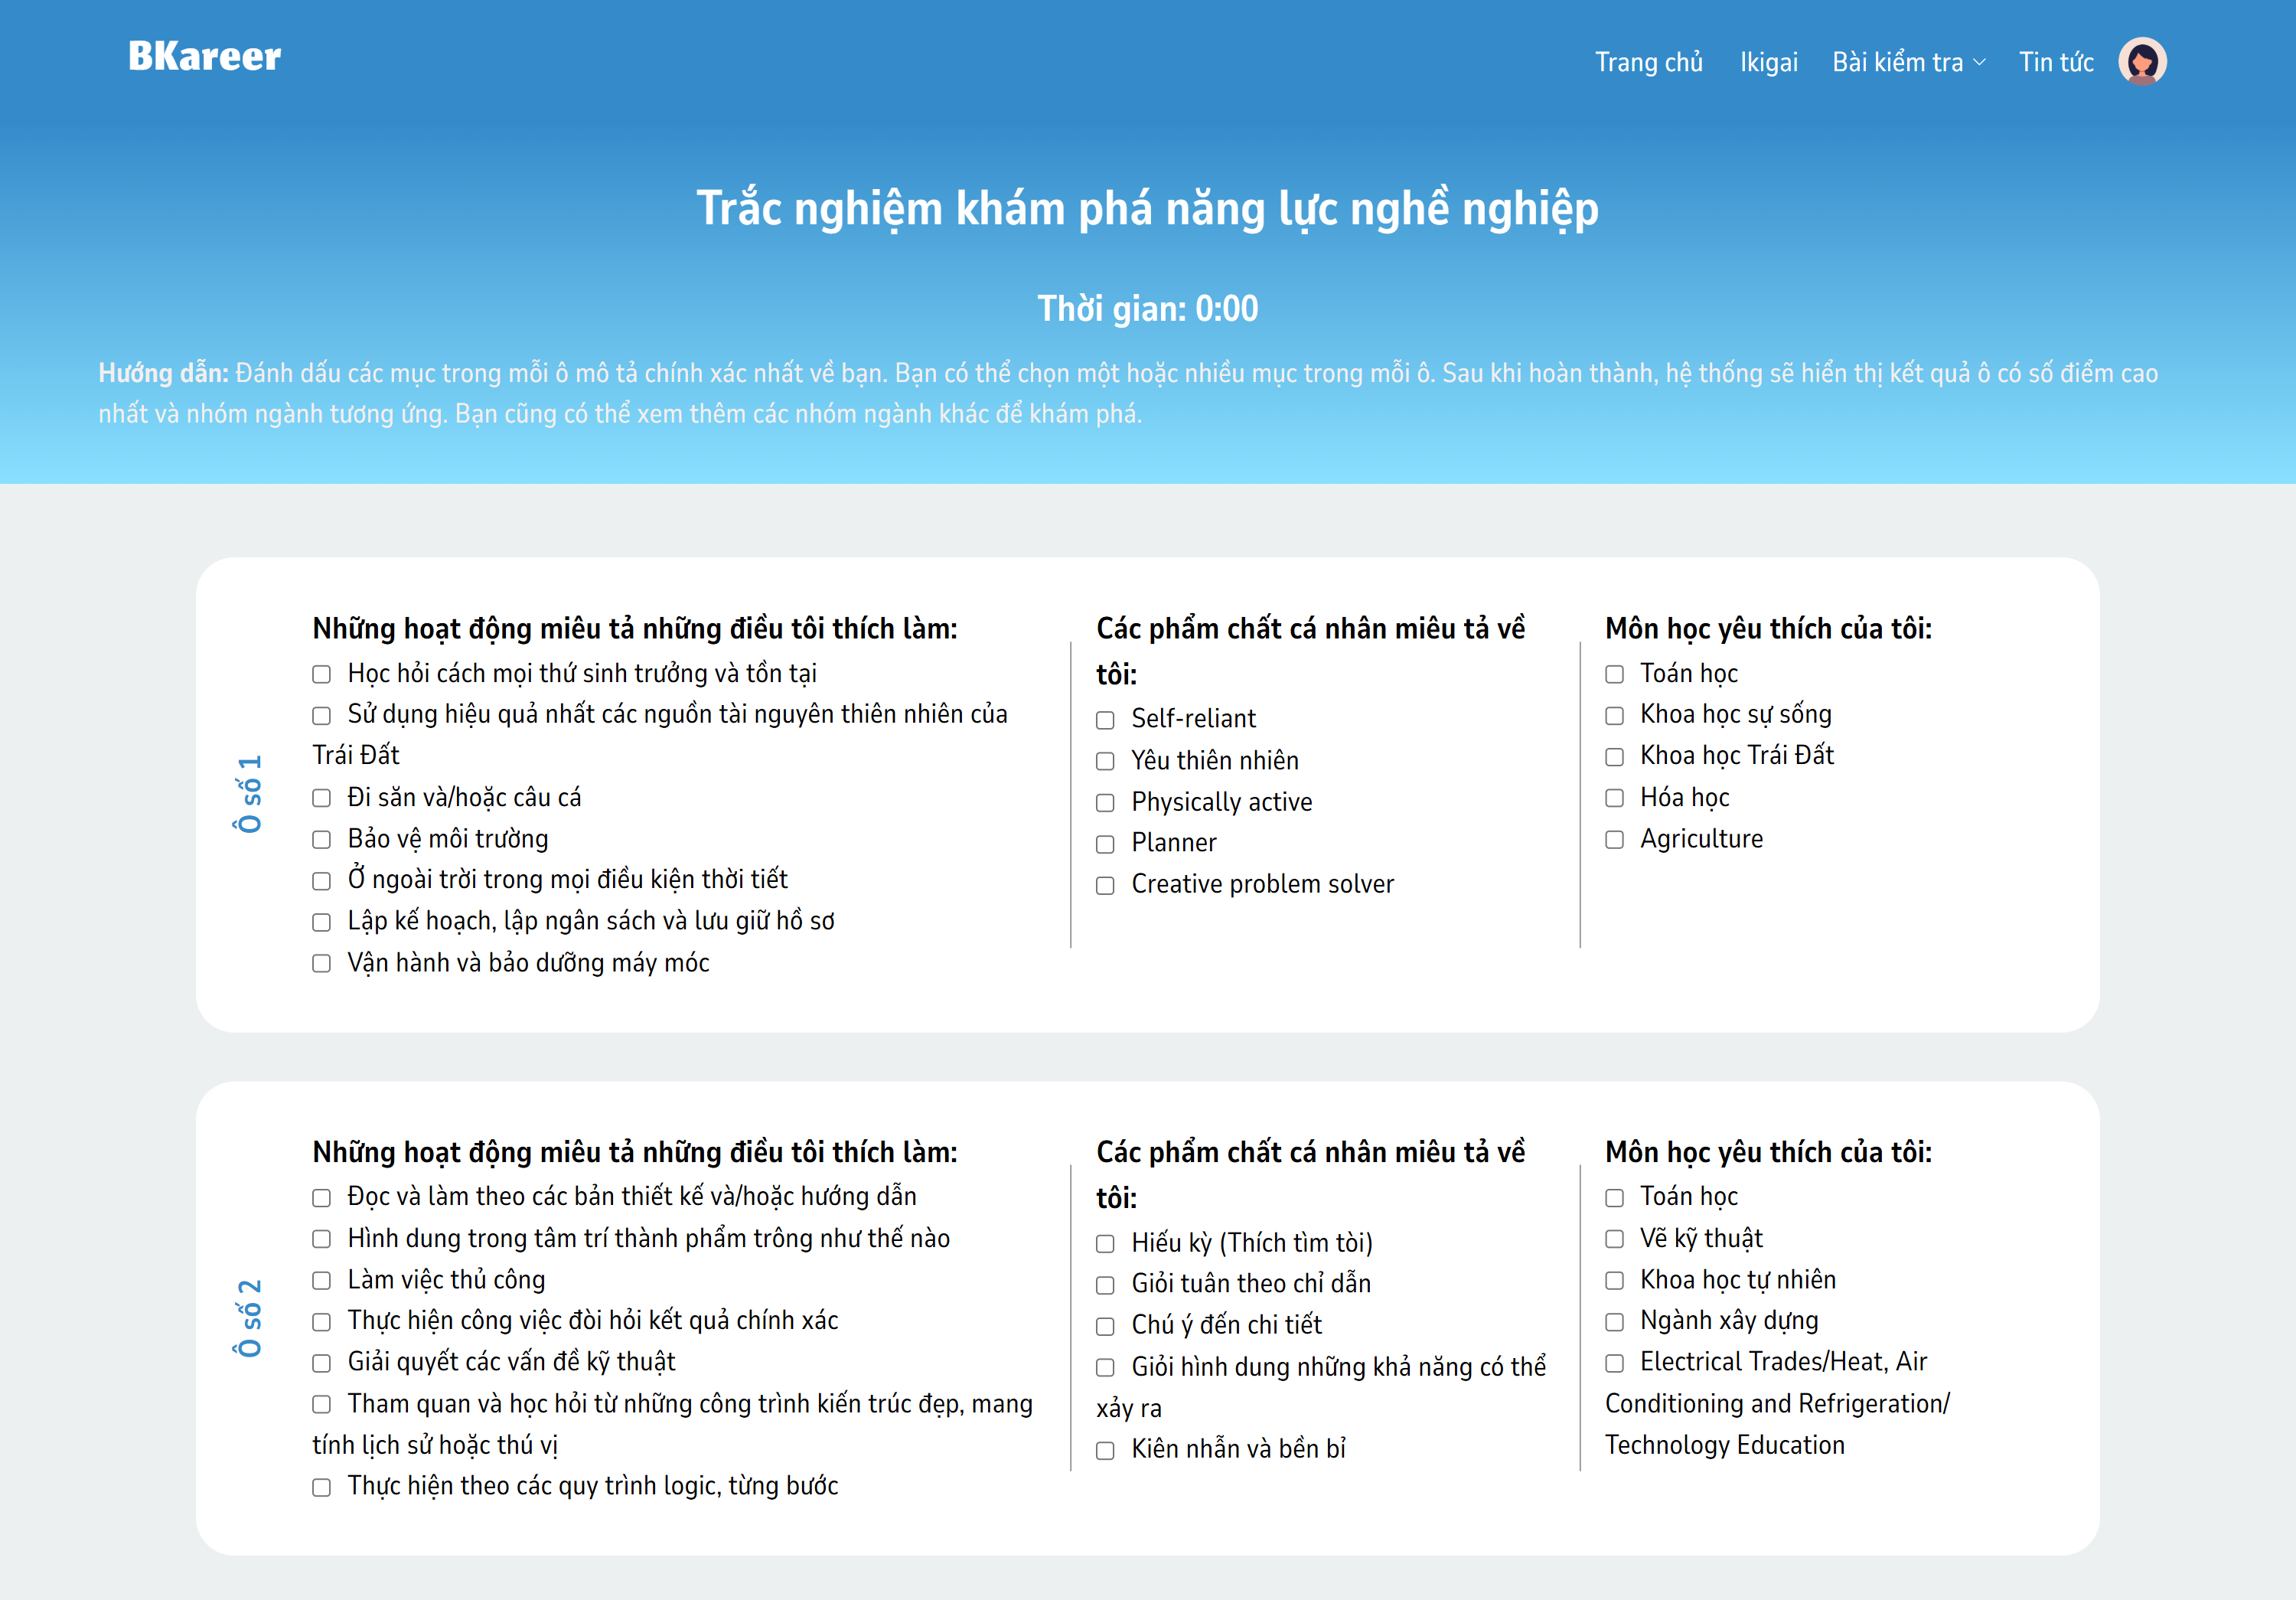 BKareer
Trang chủ Ikigai Bài kiểm tra Tin tức
Trắc nghiệm khám phá năng lực nghề nghiệp
Thời gian: 0:00
Hướng dẫn: Đánh dấu các mục trong mỗi ô mô tả chính xác nhất về bạn. Bạn có thể chọn một hoặc nhiều mục trong mỗi ô. Sau khi hoàn thành, hệ thống sẽ hiển thị kết quả ô có số điểm cao
nhất và nhóm ngành tương ứng. Bạn cũng có thể xem thêm các nhóm ngành khác để khám phá.
Ô số 1
Những hoạt động miêu tả những điều tôi thích làm:
Học hỏi cách mọi thứ sinh trưởng và tồn tại
Sử dụng hiệu quả nhất các nguồn tài nguyên thiên nhiên của
Trái Đất
Đi săn và/hoặc câu cá
Bảo vệ môi trường
Ở ngoài trời trong mọi điều kiện thời tiết
Lập kế hoạch, lập ngân sách và lưu giữ hồ sơ
Vận hành và bảo dưỡng máy móc
Các phẩm chất cá nhân miêu tả về
tôi:
Self-reliant
Yêu thiên nhiên
Physically active
Planner
Creative problem solver
Môn học yêu thích của tôi:
Toán học
Khoa học sự sống
Khoa học Trái Đất
Hóa học
Agriculture
Ô số 2
Những hoạt động miêu tả những điều tôi thích làm:
Đọc và làm theo các bản thiết kế và/hoặc hướng dẫn
Hình dung trong tâm trí thành phẩm trông như thế nào
Làm việc thủ công
Thực hiện công việc đòi hỏi kết quả chính xác
Giải quyết các vấn đề kỹ thuật
Tham quan và học hỏi từ những công trình kiến trúc đẹp, mang
tính lịch sử hoặc thú vị
Thực hiện theo các quy trình logic, từng bước
Các phẩm chất cá nhân miêu tả về
tôi:
Hiếu kỳ (Thích tìm tòi)
Giỏi tuân theo chỉ dẫn
Chú ý đến chi tiết
Giỏi hình dung những khả năng có thể
xảy ra
Kiên nhẫn và bền bỉ
Môn học yêu thích của tôi:
Toán học
Vẽ kỹ thuật
Khoa học tự nhiên
Ngành xây dựng
Electrical Trades/Heat, Air
Conditioning and Refrigeration/
Technology Education